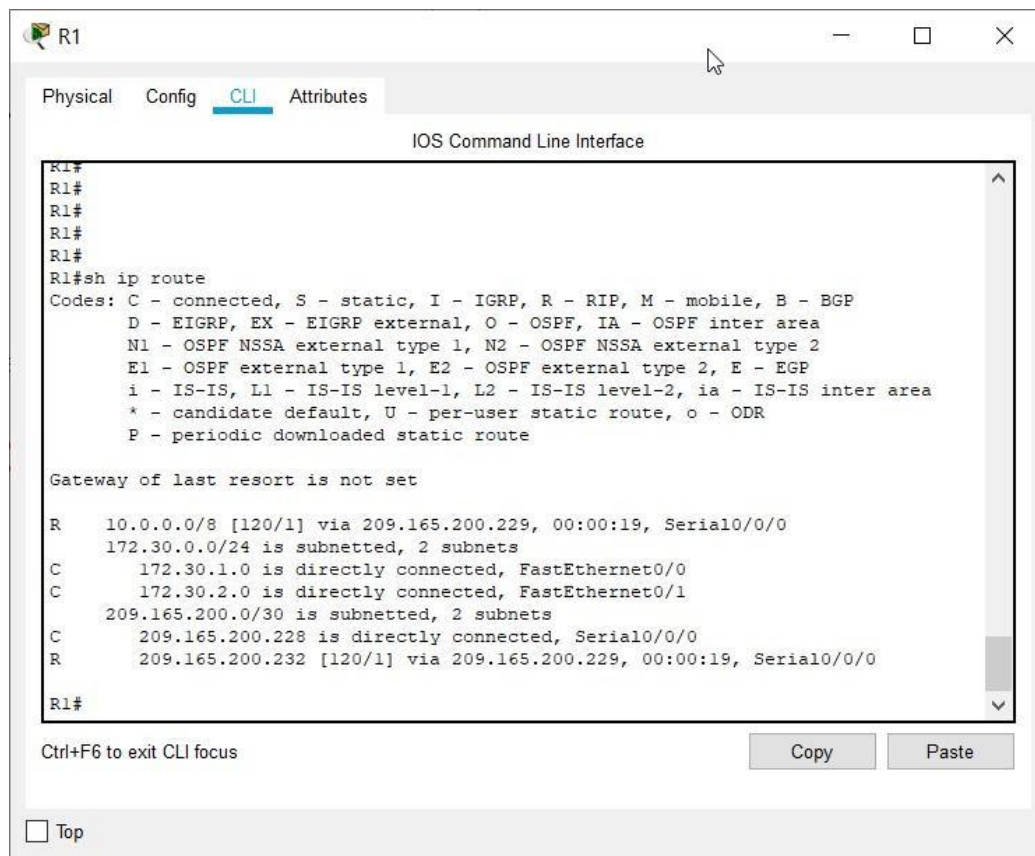 R1
Physical Config CLI Attributes
IOS Command Line Interface
R1#
R1#
R1#
R1#
R1#
R1#sh ip route
Codes: C - connected, S - static, I - IGRP, R - RIP, M - mobile, B - BGP
D - EIGRP, EX - EIGRP external, O - OSPF, IA - OSPF inter area
N1 - OSPF NSSA external type 1, N2 - OSPF NSSA external type 2
E1 - OSPF external type 1, E2 - OSPF external type 2, E - EGP
i - IS-IS, L1 - IS-IS level-1, L2 - IS-IS level-2, ia - IS-IS inter area
* - candidate default, U - per-user static route, o - ODR
P - periodic downloaded static route
Gateway of last resort is not set
R 10.0.0.0/8 [120/1] via 209.165.200.229, 00:00:19, Serial0/0/0
172.30.0.0/24 is subnetted, 2 subnets
C 172.30.1.0 is directly connected, FastEthernet0/0
C 172.30.2.0 is directly connected, FastEthernet0/1
209.165.200.0/30 is subnetted, 2 subnets
C 209.165.200.228 is directly connected, Serial0/0/0
R 209.165.200.232 [120/1] via 209.165.200.229, 00:00:19, Serial0/0/0
R1#
Ctrl+F6 to exit CLI focus
Copy Paste
Top